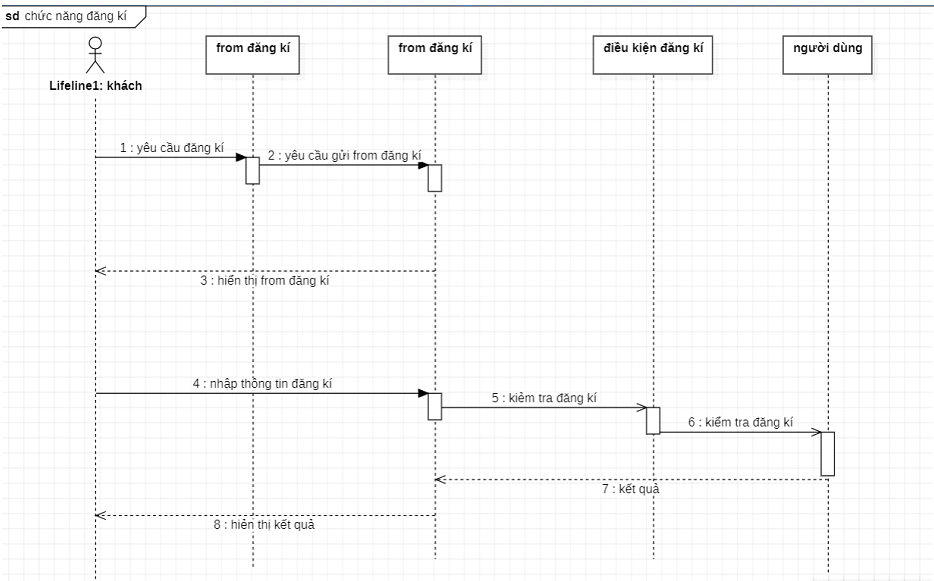 sd chức năng đăng kí
from đăng kí
from đăng kí
điều kiện đăng kí
người dùng
Lifeline1: khách
1 : yêu cầu đăng kí
2 : yêu cầu gửi from đăng kí
3 : hiển thị from đăng kí
4 : nhập thông tin đăng kí
5 : kiểm tra đăng kí
6 : kiểm tra đăng kí
7 : kết quả
8 : hiển thị kết quả